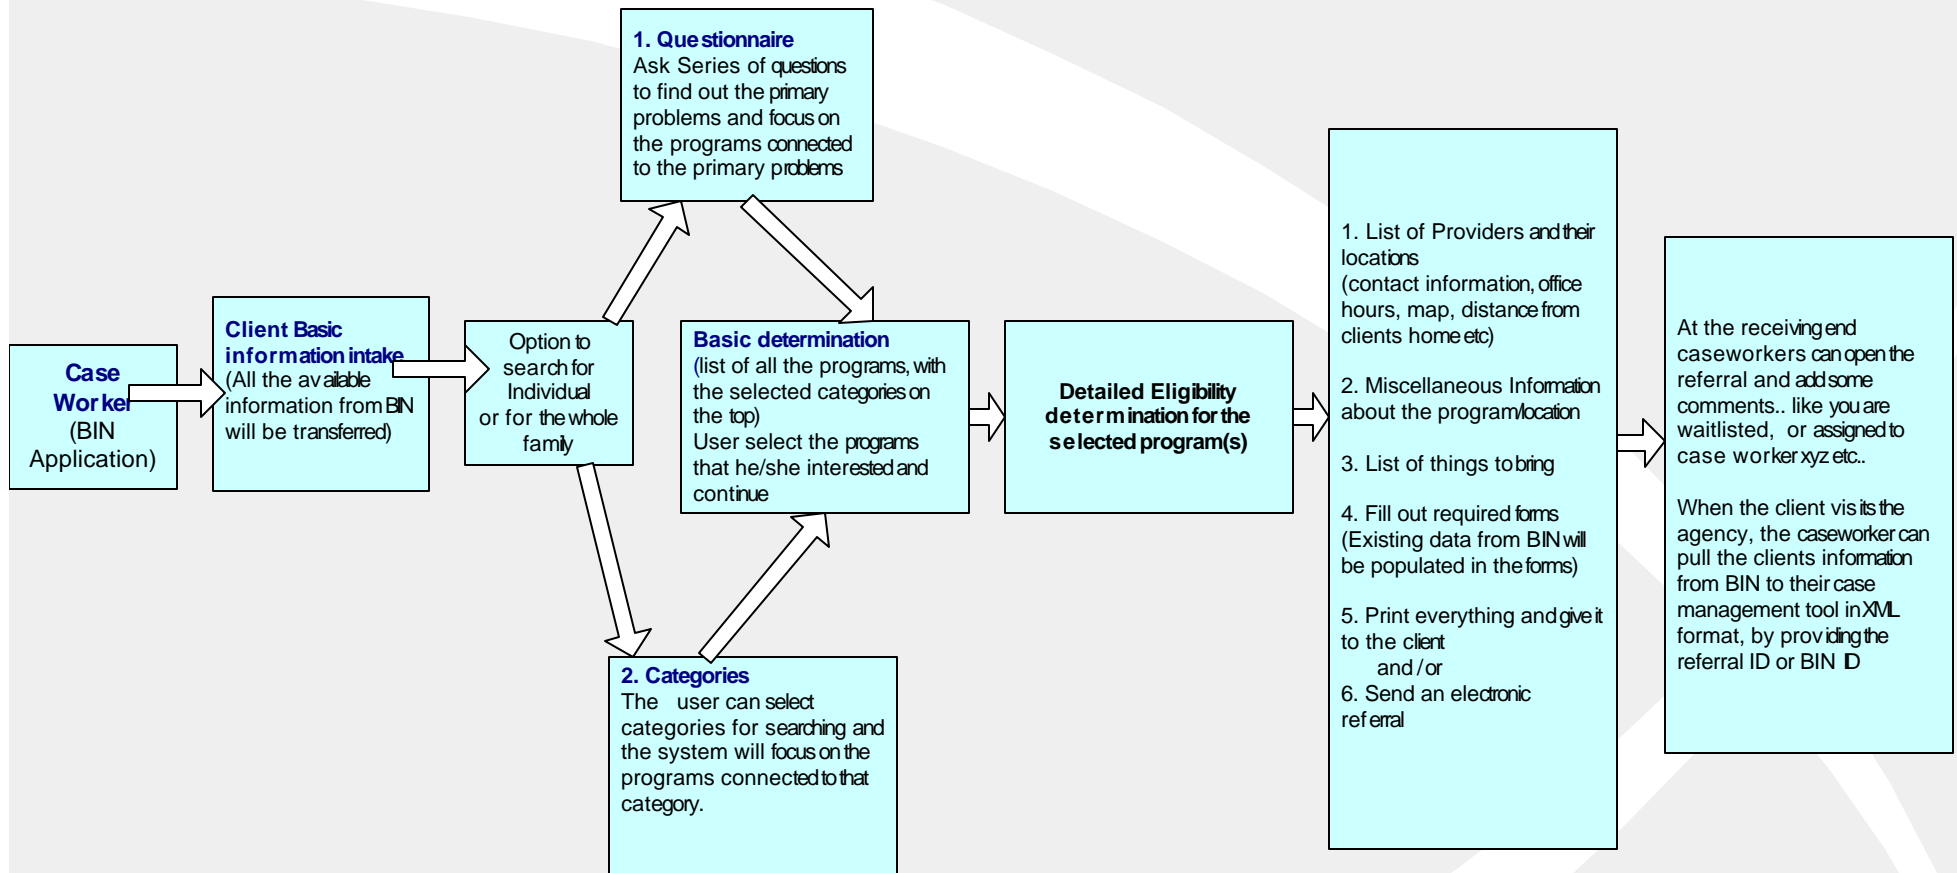 Case
Worker
(BIN
Application)
Client Basic
information intake
(All the available
information from BIN
will be transferred)
Option to
search for
Individual
or for the whole
family
1. Questionnaire
Ask Series of questions
to find out the primary
problems and focus on
the programs connected
to the primary problems
2. Categories
The user can select
categories for searching and
the system will focus on the
programs connected to that
category.
Basic determination
(list of all the programs, with
the selected categories on
the top)
User select the programs
that he/she interested and
continue
Detailed Eligibility
determination for the
selected program(s)
1. List of Providers and their
locations
(contact information, office
hours, map, distance from
clients home etc)
2. Miscellaneous Information
about the program/location
3. List of things to bring
4. Fill out required forms
(Existing data from BIN will
be populated in the forms)
5. Print everything and give it
to the client
and / or
6. Send an electronic
referral
At the receiving end
caseworkers can open the
referral and add some
comments.. like you are
waitlisted, or assigned to
case worker xyz etc..
When the client visits the
agency, the caseworker can
pull the clients information
from BIN to their case
management tool in XML
format, by providing the
referral ID or BIN ID